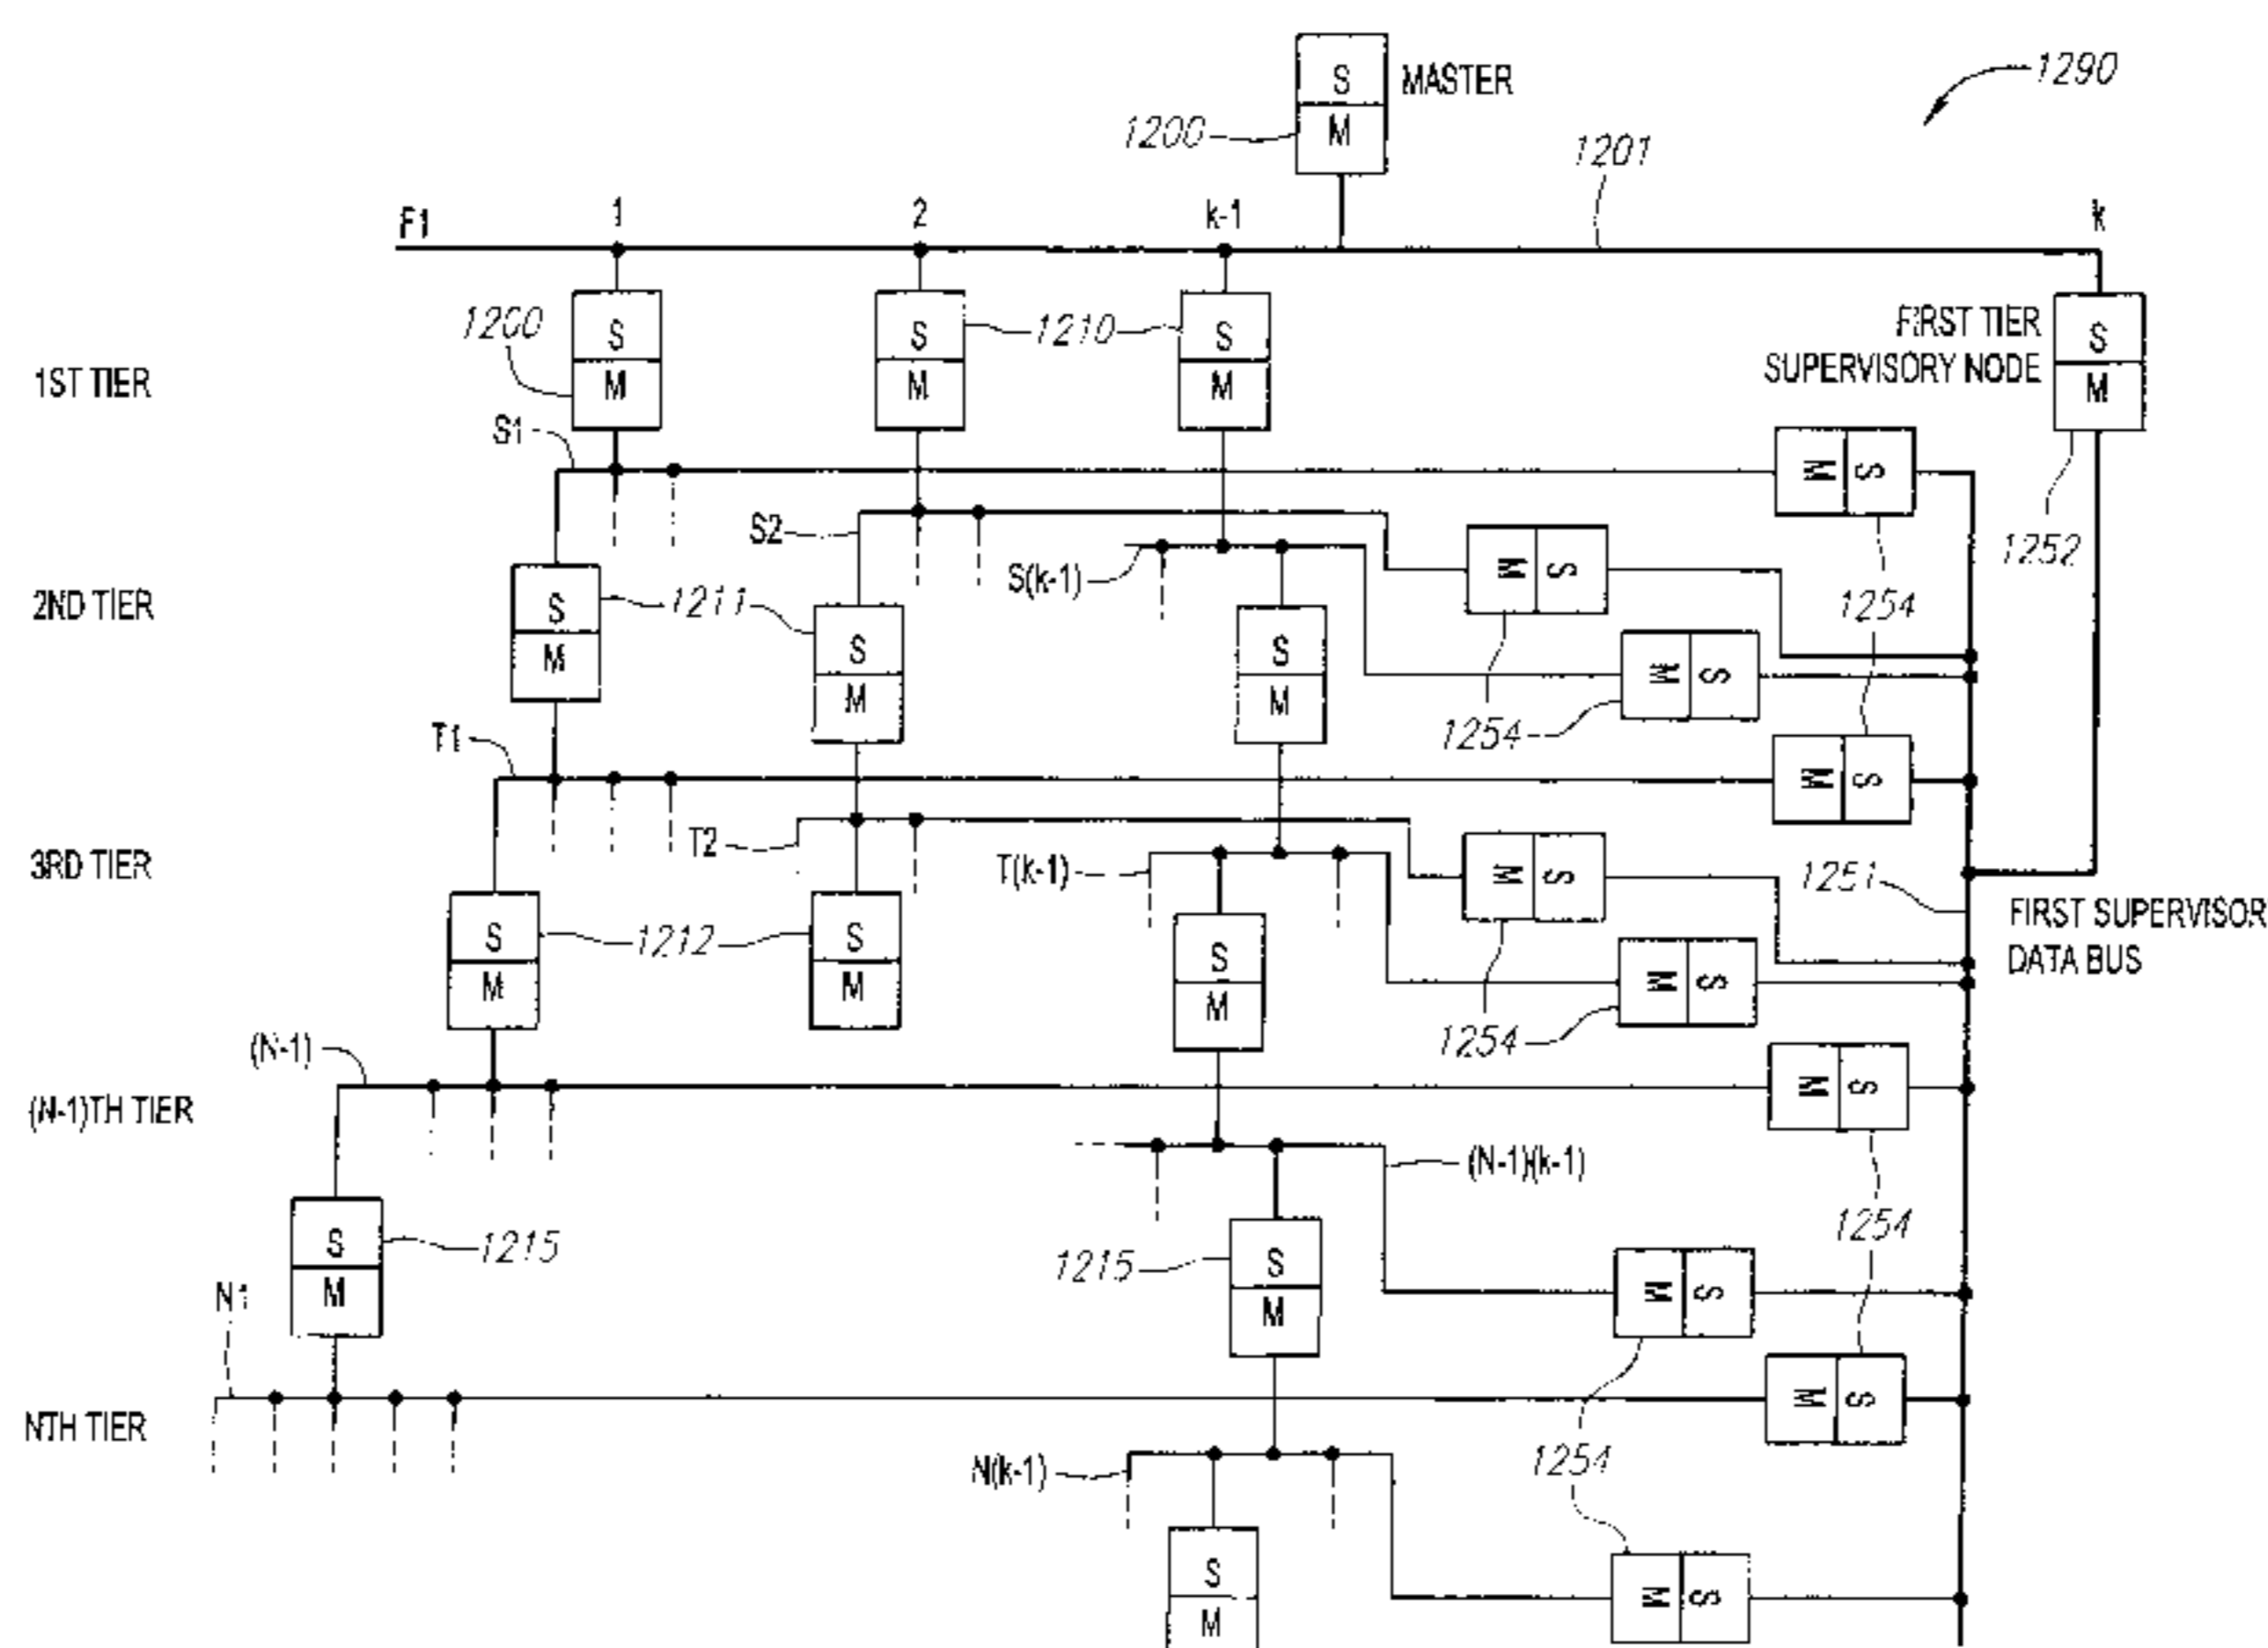 S
MASTER
1290
1200
M
1201
F1
1
2
k-1
k
1200
S
S
1210
S
FIRST TIER
SUPERVISORY NODE
S
1ST TIER
M
M
M
M
S1
M S
S2
S(k-1)
M S
1252
2ND TIER
S
1211
1254
M
S
S
M S
M
M
1254
T1
M S
T2
3RD TIER
T(k-1)
M S
1251
FIRST SUPERVISOR
DATA BUS
S
1212
S
S
M
M
M
M S
1254
(N-1)
(N-1)TH TIER
M S
(N-1)(k-1)
S
1215
1215
S
1254
M
M
M S
N1
NTH TIER
M S
N(k-1)
1254
S
M
M S